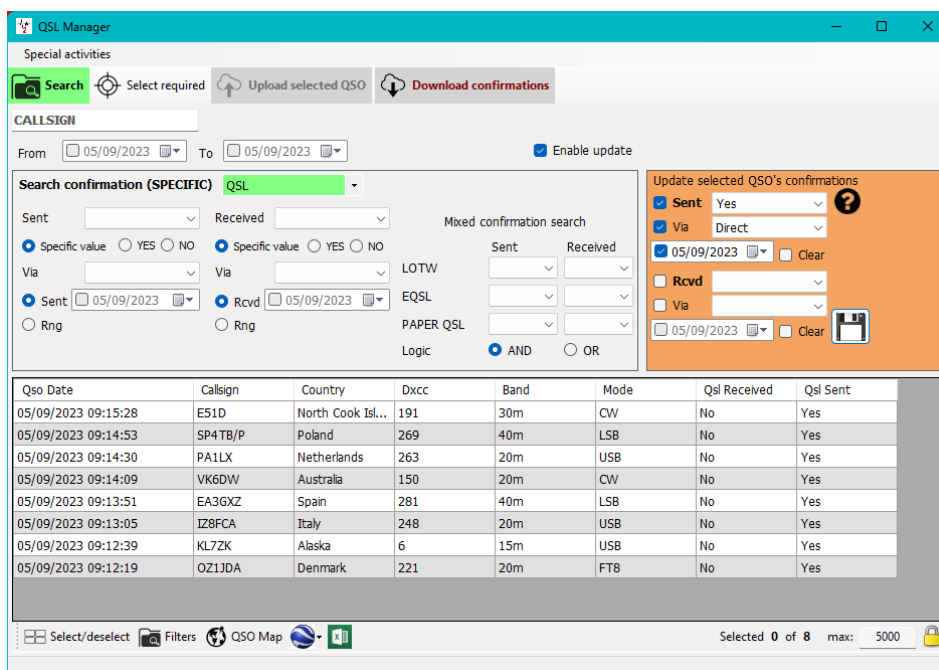 QSL Manager
Special activities
Search Select required Upload selected QSO Download confirmations
CALLSIGN
From 05/09/2023 To 05/09/2023 Enable update
Search confirmation (SPECIFIC) QSL
Sent Received
Specific value YES NO Specific value YES NO
Via Via
Sent 05/09/2023 Rcvd 05/09/2023
Rng Rng
Mixed confirmation search
Sent Received
LOTW
EQSL
PAPER QSL
Logic AND OR
Update selected QSO's confirmations
Sent Yes ?
Via Direct
05/09/2023 Clear
Rcvd
Via
05/09/2023 Clear
Qso Date Callsign Country Dxcc Band Mode Qsl Received Qsl Sent
05/09/2023 09:15:28 E51D North Cook Isl... 191 30m CW No Yes
05/09/2023 09:14:53 SP4TB/P Poland 269 40m LSB No Yes
05/09/2023 09:14:30 PA1LX Netherlands 263 20m USB No Yes
05/09/2023 09:14:09 VK6DW Australia 150 20m CW No Yes
05/09/2023 09:13:51 EA3GXZ Spain 281 40m LSB No Yes
05/09/2023 09:13:05 IZ8FCA Italy 248 20m USB No Yes
05/09/2023 09:12:39 KL7ZK Alaska 6 15m USB No Yes
05/09/2023 09:12:19 OZ1JDA Denmark 221 20m FT8 No Yes
Select/deselect Filters QSO Map Selected 0 of 8 max: 5000